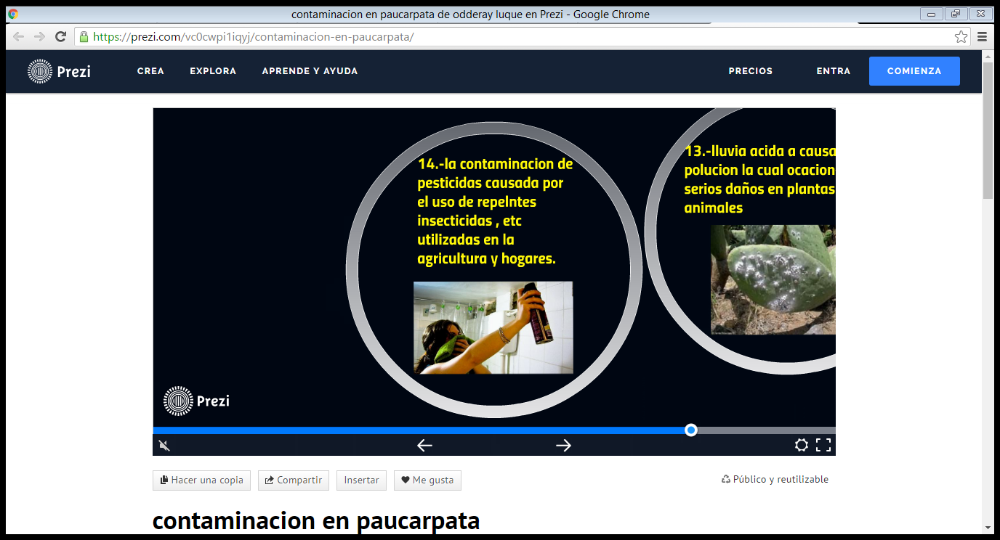 contaminacion en paucarpata de odderay luque en Prezi - Google Chrome
https://prezi.com/vc0cwpi1iqyj/contaminacion-en-paucarpata/
Prezi CREA EXPLORA APRENDE Y AYUDA PRECIOS ENTRA COMIENZA
14.-la contaminacion de
pesticidas causada por
el uso de repelntes
insecticidas , etc
utilizadas en la
agricultura y hogares.
13.-lluvia acida a causa
polucion la cual ocacion
serios daños en plantas
animales
Prezi
Hacer una copia Compartir Insertar Me gusta Público y reutilizable
contaminacion en paucarpata